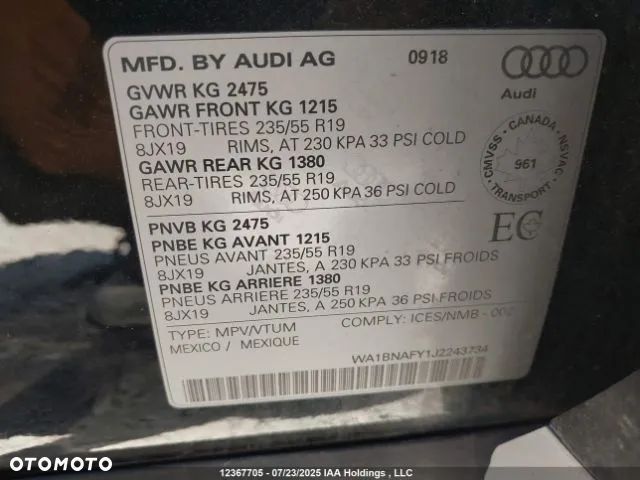 MFD. BY AUDI AG 0918
Audi
GVWR KG 2475
GAWR FRONT KG 1215
FRONT-TIRES 235/55 R19
8JX19 RIMS, AT 230 KPA 33 PSI COLD
GAWR REAR KG 1380
REAR-TIRES 235/55 R19
8JX19 RIMS, AT 250 KPA 36 PSI COLD
CMVSS - CANADA - NSVAC
961
TRANSPORT
PNVB KG 2475
PNBE KG AVANT 1215
PNEUS AVANT 235/55 R19
8JX19 JANTES, A 230 KPA 33 PSI FROIDS
PNBE KG ARRIERE 1380
PNEUS ARRIERE 235/55 R19
8JX19 JANTES, A 250 KPA 36 PSI FROIDS
EC
TYPE: MPV/VTUM COMPLY: ICES/NMB - 002
MEXICO / MEXIQUE
WA1BNAFY1J2243734
OTOMOTO
12367705 - 07/23/2025 IAA Holdings , LLC